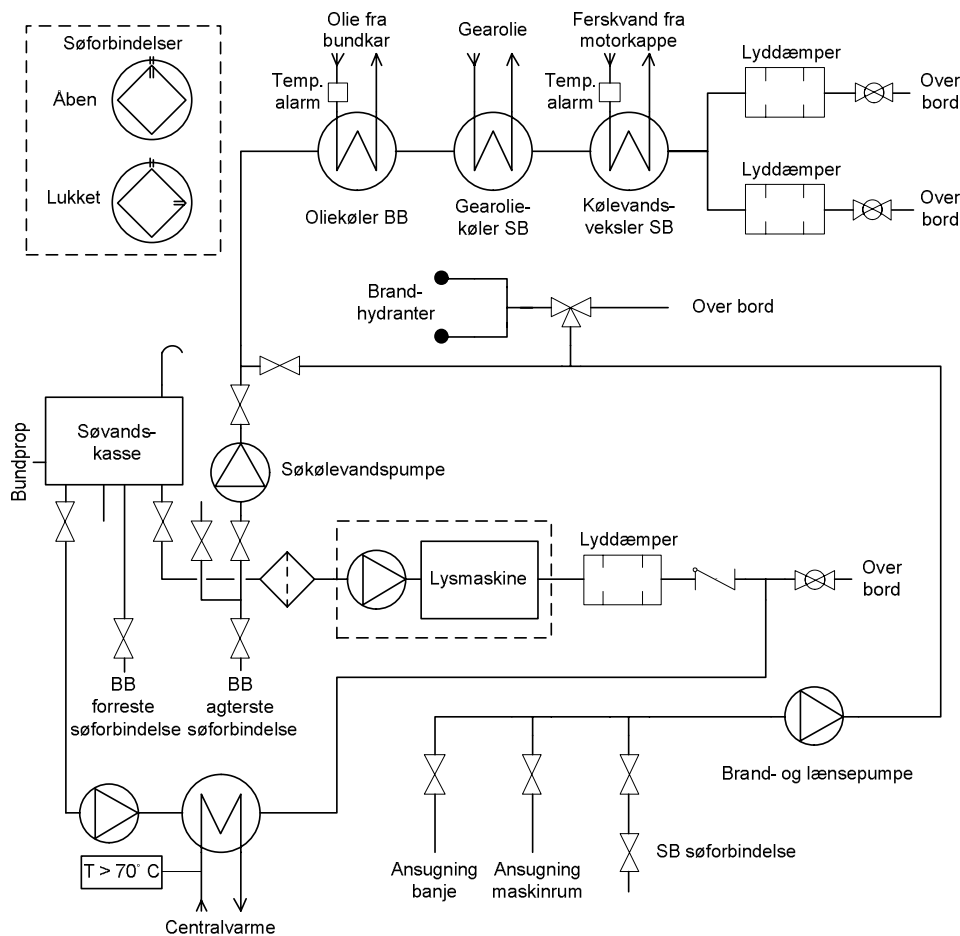 Søforbindelser
Åben
Lukket
Olie fra
bundkar
Temp.
alarm
Gearolie
Ferskvand fra
motorkappe
Temp.
alarm
Lyddæmper
Over
bord
Lyddæmper
Over
bord
Oliekøler BB
Gearolie-
køler SB
Kølevands-
veksler SB
Brand-
hydranter
Over bord
Søvands-
kasse
Bundprop
Søkølevandspumpe
Lysmaskine
Lyddæmper
Over
bord
BB
forreste
søforbindelse
BB
agterste
søforbindelse
Brand- og lænsepumpe
T > 70° C
Centralvarme
Ansugning
banje
Ansugning
maskinrum
SB søforbindelse